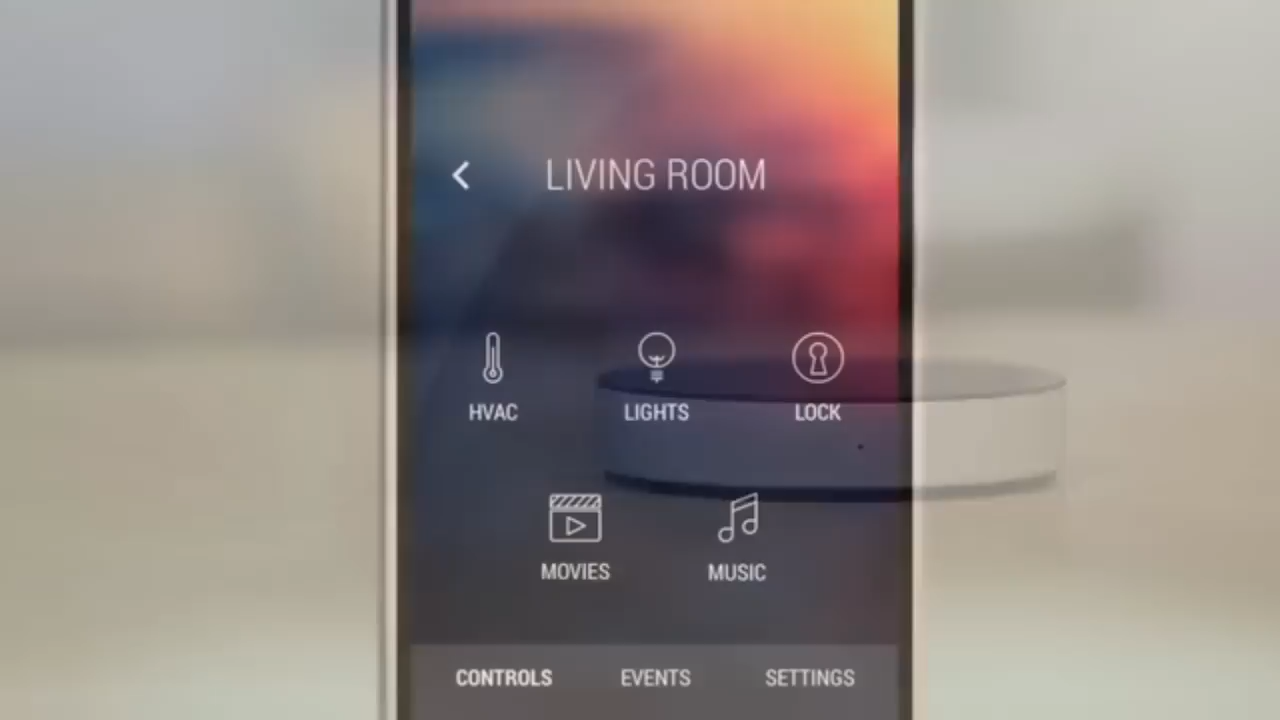 LIVING ROOM
HVAC LIGHTS LOCK
MOVIES MUSIC
CONTROLS EVENTS SETTINGS